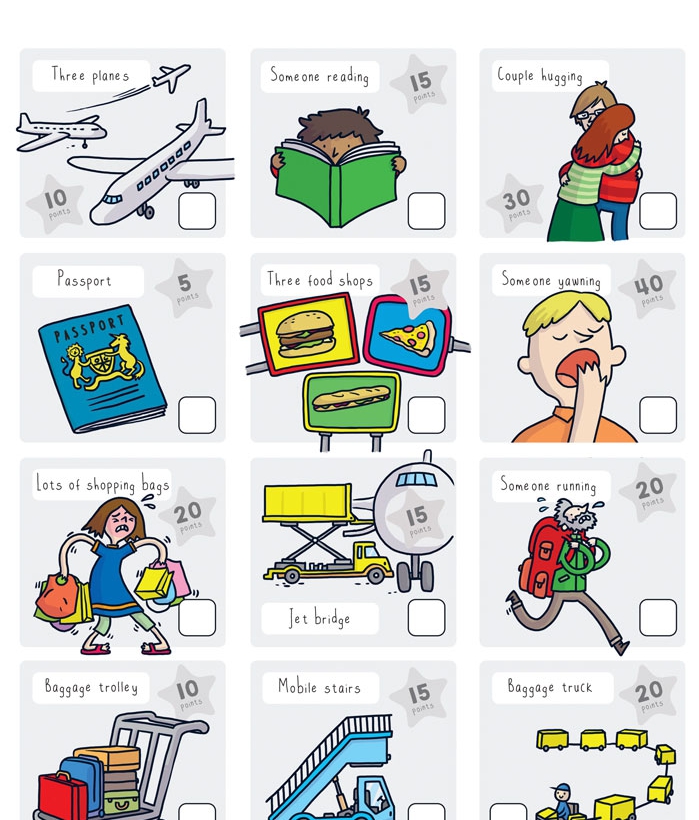 Three planes
10
points
Someone reading
15
points
Couple hugging
30
points
Passport
5
points
PASSPORT
Three food shops
15
points
Someone yawning
40
points
Lots of shopping bags
20
points
15
points
Jet bridge
Someone running
20
points
Baggage trolley
10
points
Mobile stairs
15
points
Baggage truck
20
points